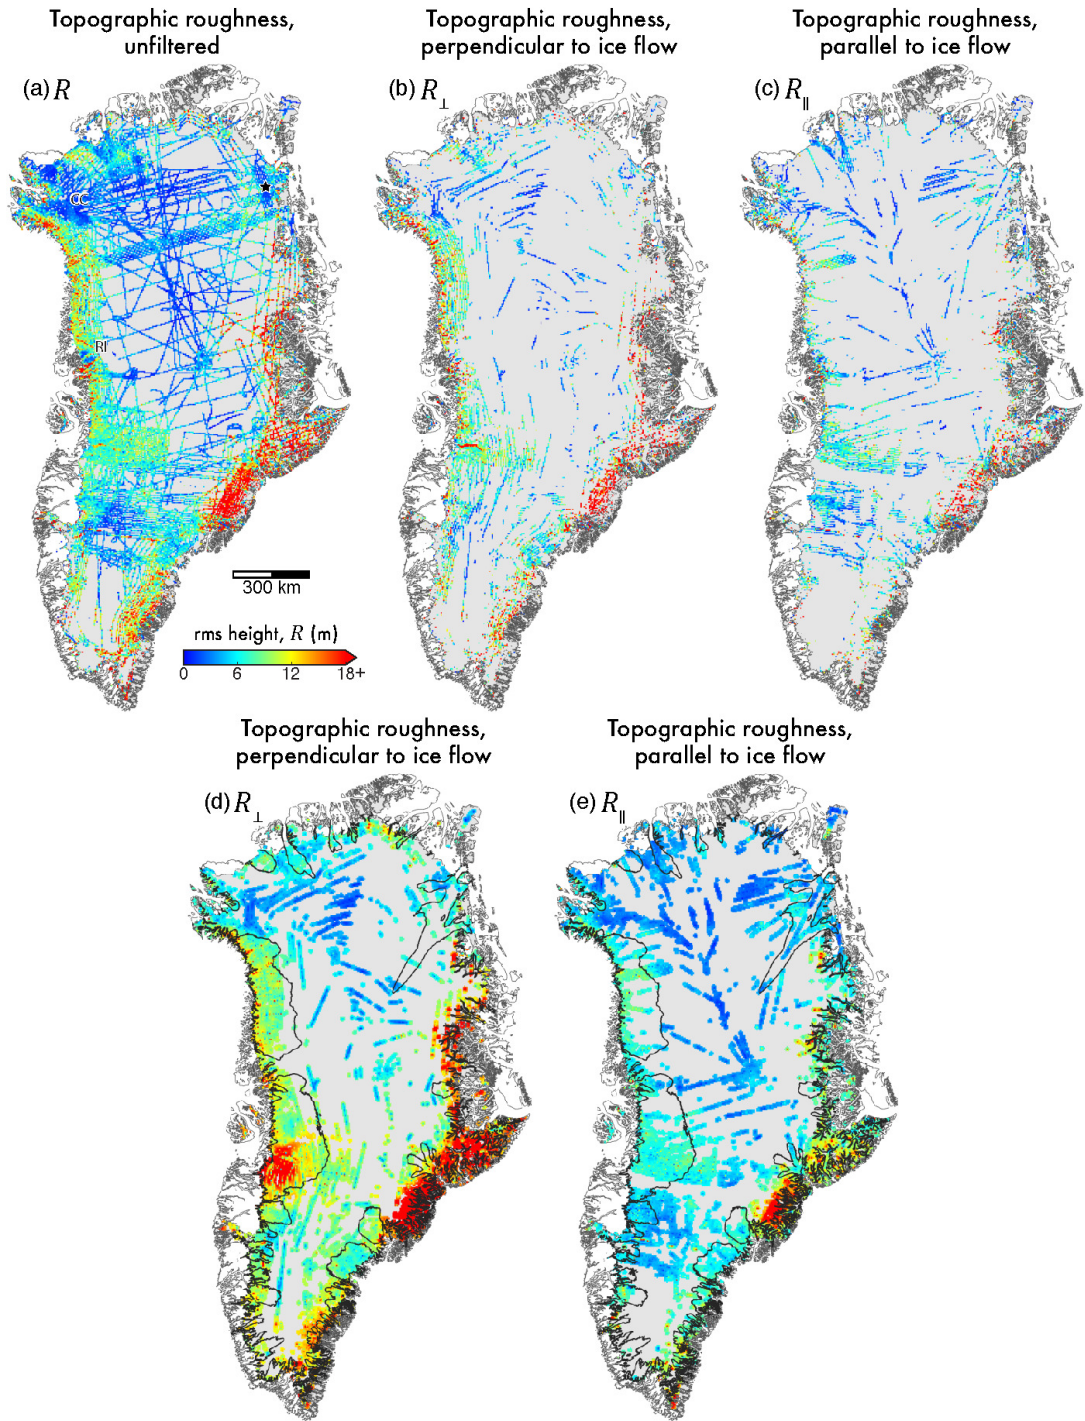 Topographic roughness,
unfiltered
Topographic roughness,
perpendicular to ice flow
Topographic roughness,
parallel to ice flow
(a) R
(b) R⊥
(c) R∥
CC
RI
300 km
rms height, R (m)
0 6 12 18+
Topographic roughness,
perpendicular to ice flow
Topographic roughness,
parallel to ice flow
(d) R⊥
(e) R∥